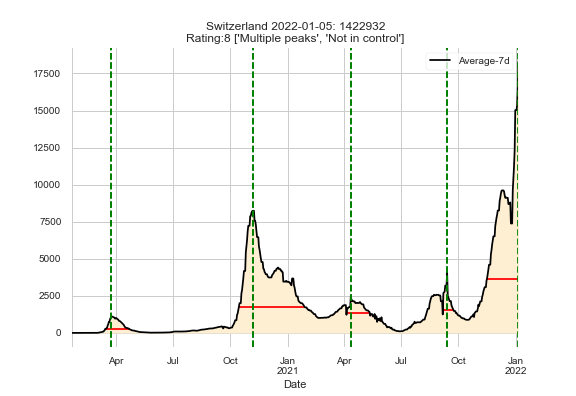 Switzerland 2022-01-05: 1422932
Rating:8 ['Multiple peaks', 'Not in control']
Average-7d
17500
15000
12500
10000
7500
5000
2500
0
Apr Jul Oct Jan Apr Jul Oct Jan
2021 2022
Date